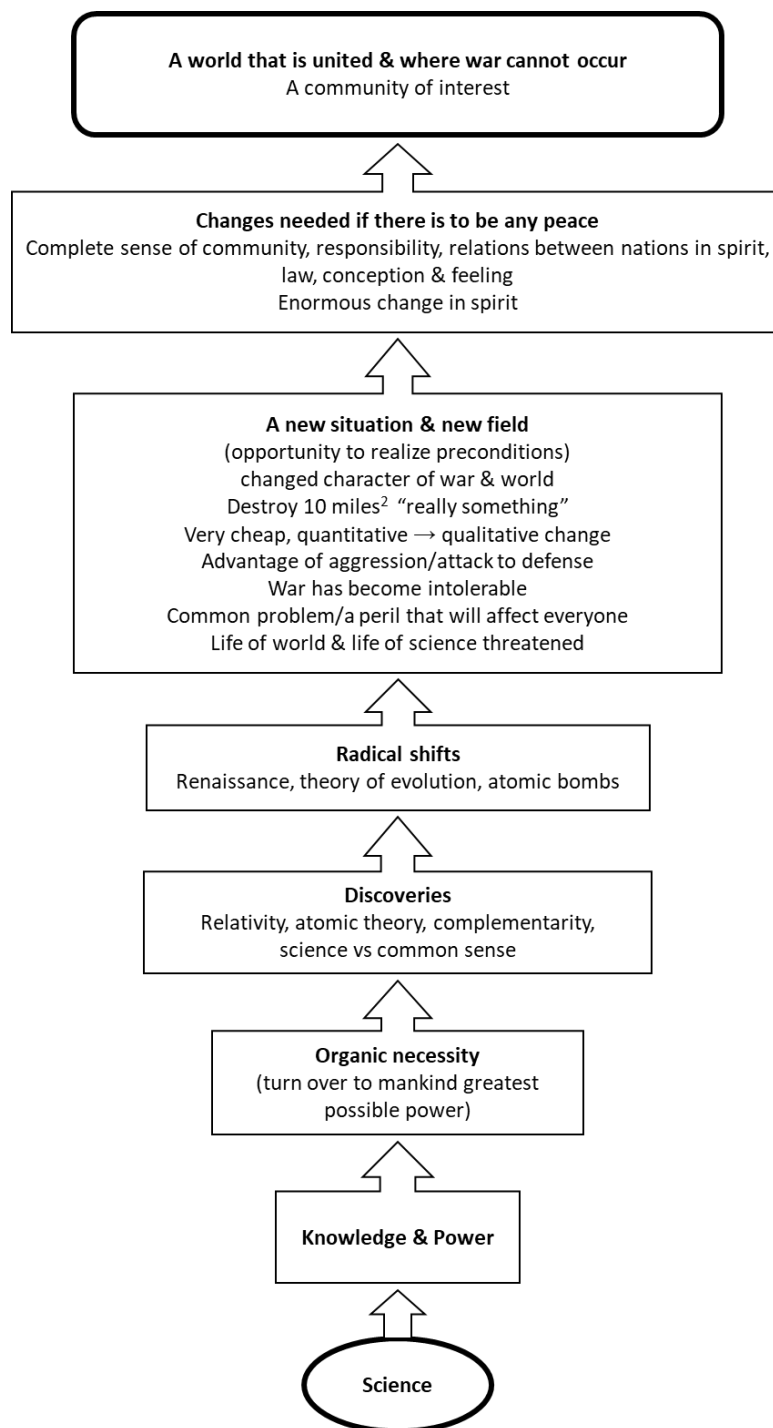 A world that is united & where war cannot occur
A community of interest
Changes needed if there is to be any peace
Complete sense of community, responsibility, relations between nations in spirit,
law, conception & feeling
Enormous change in spirit
A new situation & new field
(opportunity to realize preconditions)
changed character of war & world
Destroy 10 miles² “really something”
Very cheap, quantitative → qualitative change
Advantage of aggression/attack to defense
War has become intolerable
Common problem/a peril that will affect everyone
Life of world & life of science threatened
Radical shifts
Renaissance, theory of evolution, atomic bombs
Discoveries
Relativity, atomic theory, complementarity,
science vs common sense
Organic necessity
(turn over to mankind greatest
possible power)
Knowledge & Power
Science